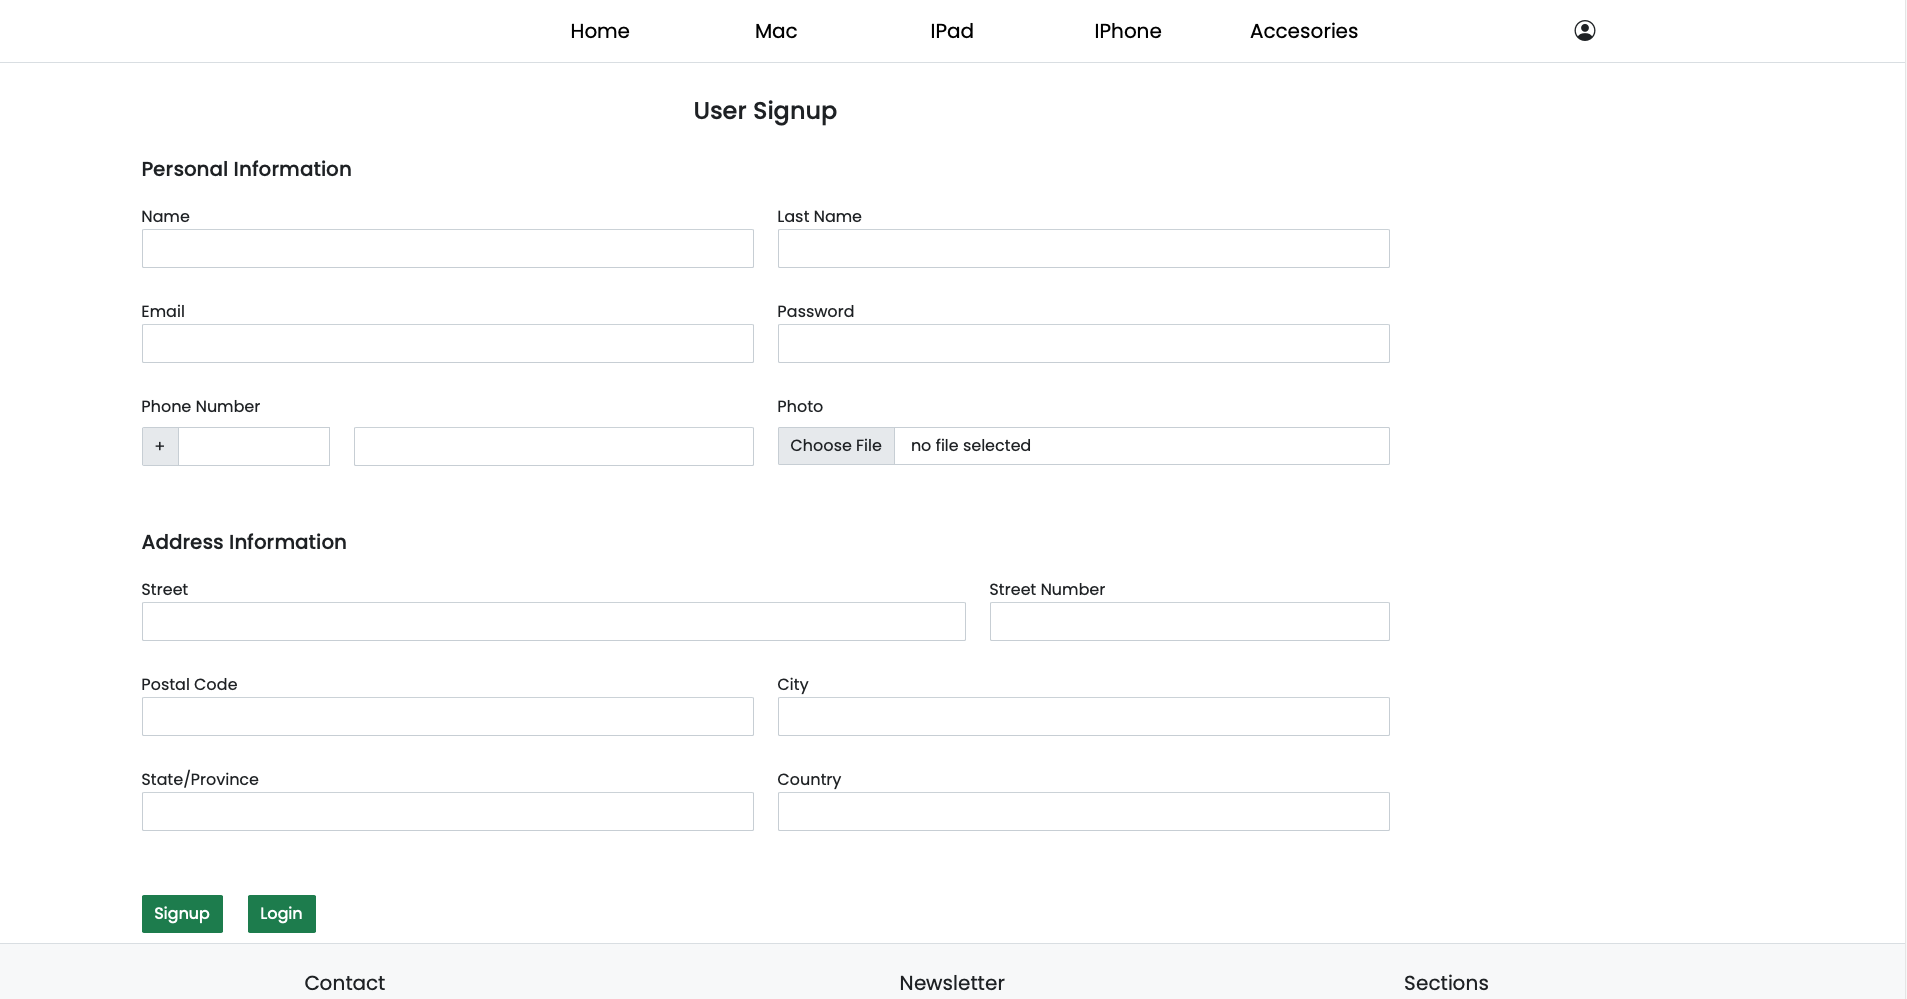 Home Mac IPad IPhone Accesories
User Signup
Personal Information
Name Last Name
Email Password
Phone Number Photo
+ Choose File no file selected
Address Information
Street Street Number
Postal Code City
State/Province Country
Signup Login
Contact Newsletter Sections